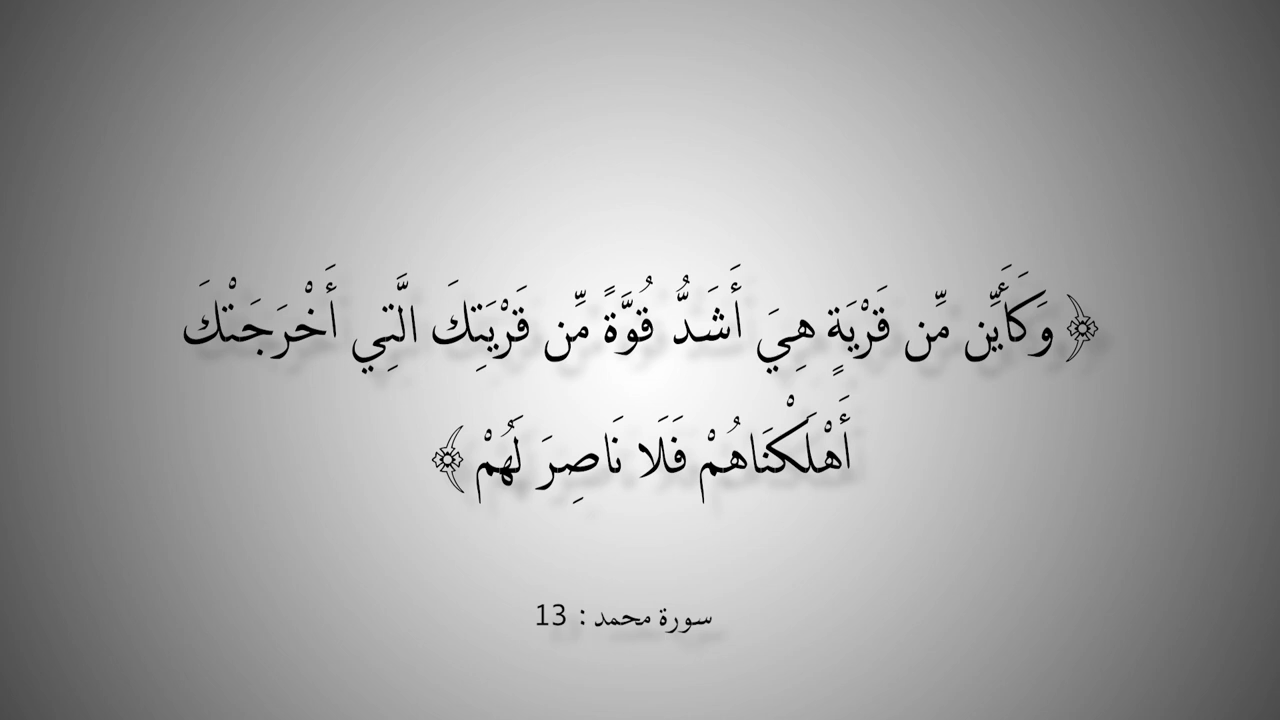 ﴿ وَكَأَيِّن مِّن قَرْيَةٍ هِيَ أَشَدُّ قُوَّةً مِّن قَرْيَتِكَ الَّتِي أَخْرَجَتْكَ
أَهْلَكْنَاهُمْ فَلَا نَاصِرَ لَهُمْ ﴾
سورة محمد : 13